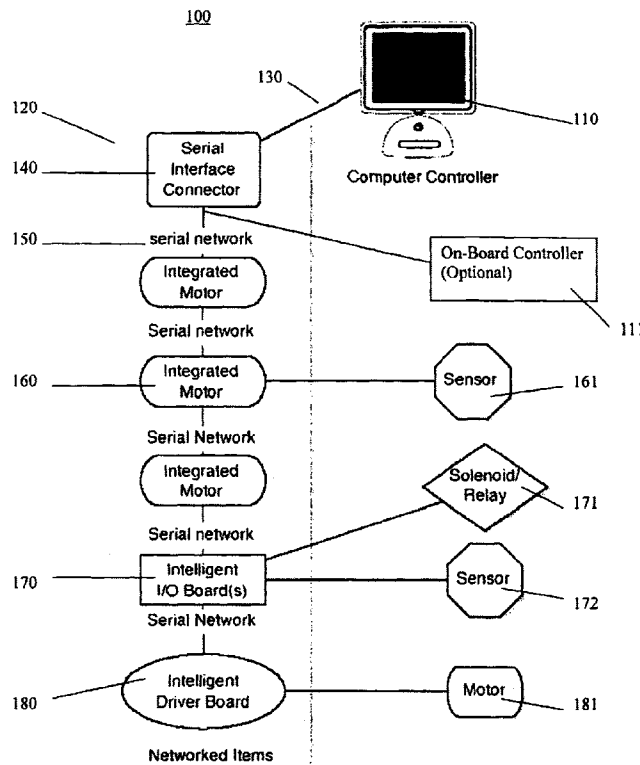 100
130
120
110
Serial
Interface
Connector
140
Computer Controller
150
serial network
On-Board Controller
(Optional)
Integrated
Motor
111
Serial network
160
Integrated
Motor
Sensor
161
Serial Network
Integrated
Motor
Solenoid/
Relay
171
Serial network
170
Intelligent
I/O Board(s)
Sensor
172
Serial Network
180
Intelligent
Driver Board
Motor
181
Networked Items